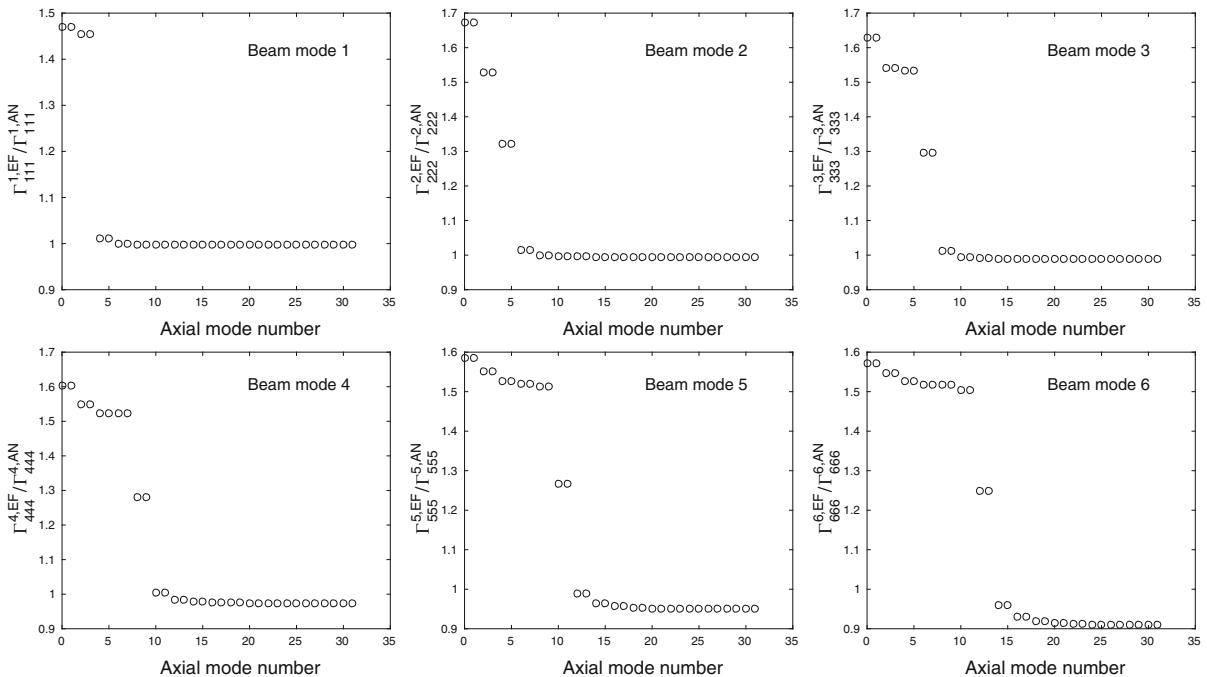 1.5
1.4
1.3
1.2
1.1
1
0.9
0 5 10 15 20 25 30 35
Beam mode 1
Γ^{1,EF}_{111}/Γ^{1,AN}_{111}
Axial mode number
1.7
1.6
1.5
1.4
1.3
1.2
1.1
1
0.9
0 5 10 15 20 25 30 35
Beam mode 2
Γ^{2,EF}_{222}/Γ^{2,AN}_{222}
Axial mode number
1.7
1.6
1.5
1.4
1.3
1.2
1.1
1
0.9
0 5 10 15 20 25 30 35
Beam mode 3
Γ^{3,EF}_{333}/Γ^{3,AN}_{333}
Axial mode number
1.7
1.6
1.5
1.4
1.3
1.2
1.1
1
0.9
0 5 10 15 20 25 30 35
Beam mode 4
Γ^{4,EF}_{444}/Γ^{4,AN}_{444}
Axial mode number
1.6
1.5
1.4
1.3
1.2
1.1
1
0.9
0 5 10 15 20 25 30 35
Beam mode 5
Γ^{5,EF}_{555}/Γ^{5,AN}_{555}
Axial mode number
1.6
1.5
1.4
1.3
1.2
1.1
1
0.9
0 5 10 15 20 25 30 35
Beam mode 6
Γ^{6,EF}_{666}/Γ^{6,AN}_{666}
Axial mode number